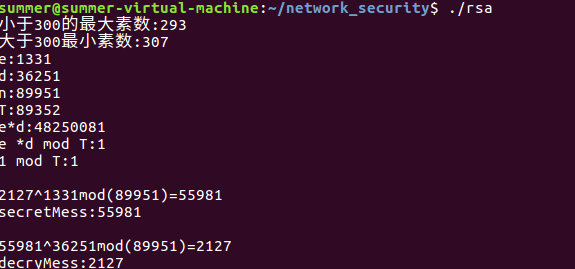 summer@summer-virtual-machine:~/network_security$ ./rsa
小于300的最大素数:293
大于300最小素数:307
e:1331
d:36251
n:89951
T:89352
e*d:48250081
e *d mod T:1
1 mod T:1
2127^1331mod(89951)=55981
secretMess:55981
55981^36251mod(89951)=2127
decryMess:2127